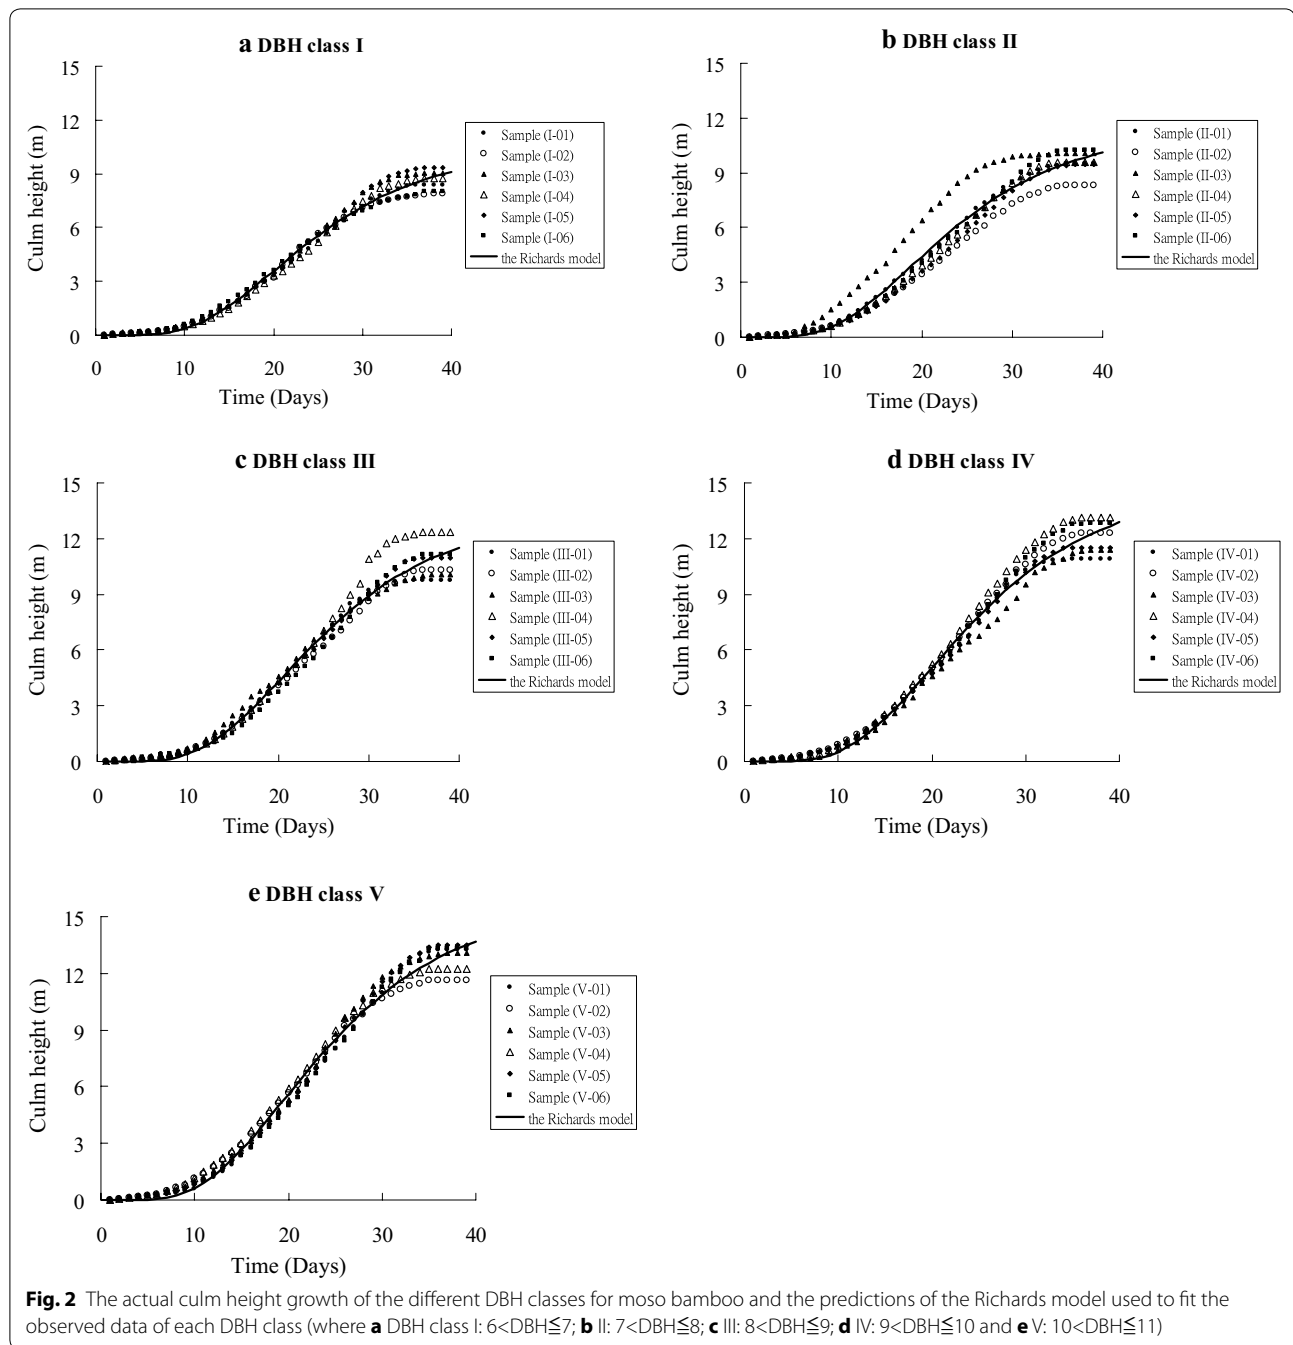 a DBH class I
15
12
9
6
3
0
Culm height (m)
0 10 20 30 40
Time (Days)
Sample (I-01)
Sample (I-02)
Sample (I-03)
Sample (I-04)
Sample (I-05)
Sample (I-06)
the Richards model
b DBH class II
15
12
9
6
3
0
Culm height (m)
0 10 20 30 40
Time (Days)
Sample (II-01)
Sample (II-02)
Sample (II-03)
Sample (II-04)
Sample (II-05)
Sample (II-06)
the Richards model
c DBH class III
15
12
9
6
3
0
Culm height (m)
0 10 20 30 40
Time (Days)
Sample (III-01)
Sample (III-02)
Sample (III-03)
Sample (III-04)
Sample (III-05)
Sample (III-06)
the Richards model
d DBH class IV
15
12
9
6
3
0
Culm height (m)
0 10 20 30 40
Time (Days)
Sample (IV-01)
Sample (IV-02)
Sample (IV-03)
Sample (IV-04)
Sample (IV-05)
Sample (IV-06)
the Richards model
e DBH class V
15
12
9
6
3
0
Culm height (m)
0 10 20 30 40
Time (Days)
Sample (V-01)
Sample (V-02)
Sample (V-03)
Sample (V-04)
Sample (V-05)
Sample (V-06)
the Richards model
Fig. 2 The actual culm height growth of the different DBH classes for moso bamboo and the predictions of the Richards model used to fit the
observed data of each DBH class (where a DBH class I: 6<DBH≦7; b II: 7<DBH≦8; c III: 8<DBH≦9; d IV: 9<DBH≦10 and e V: 10<DBH≦11)